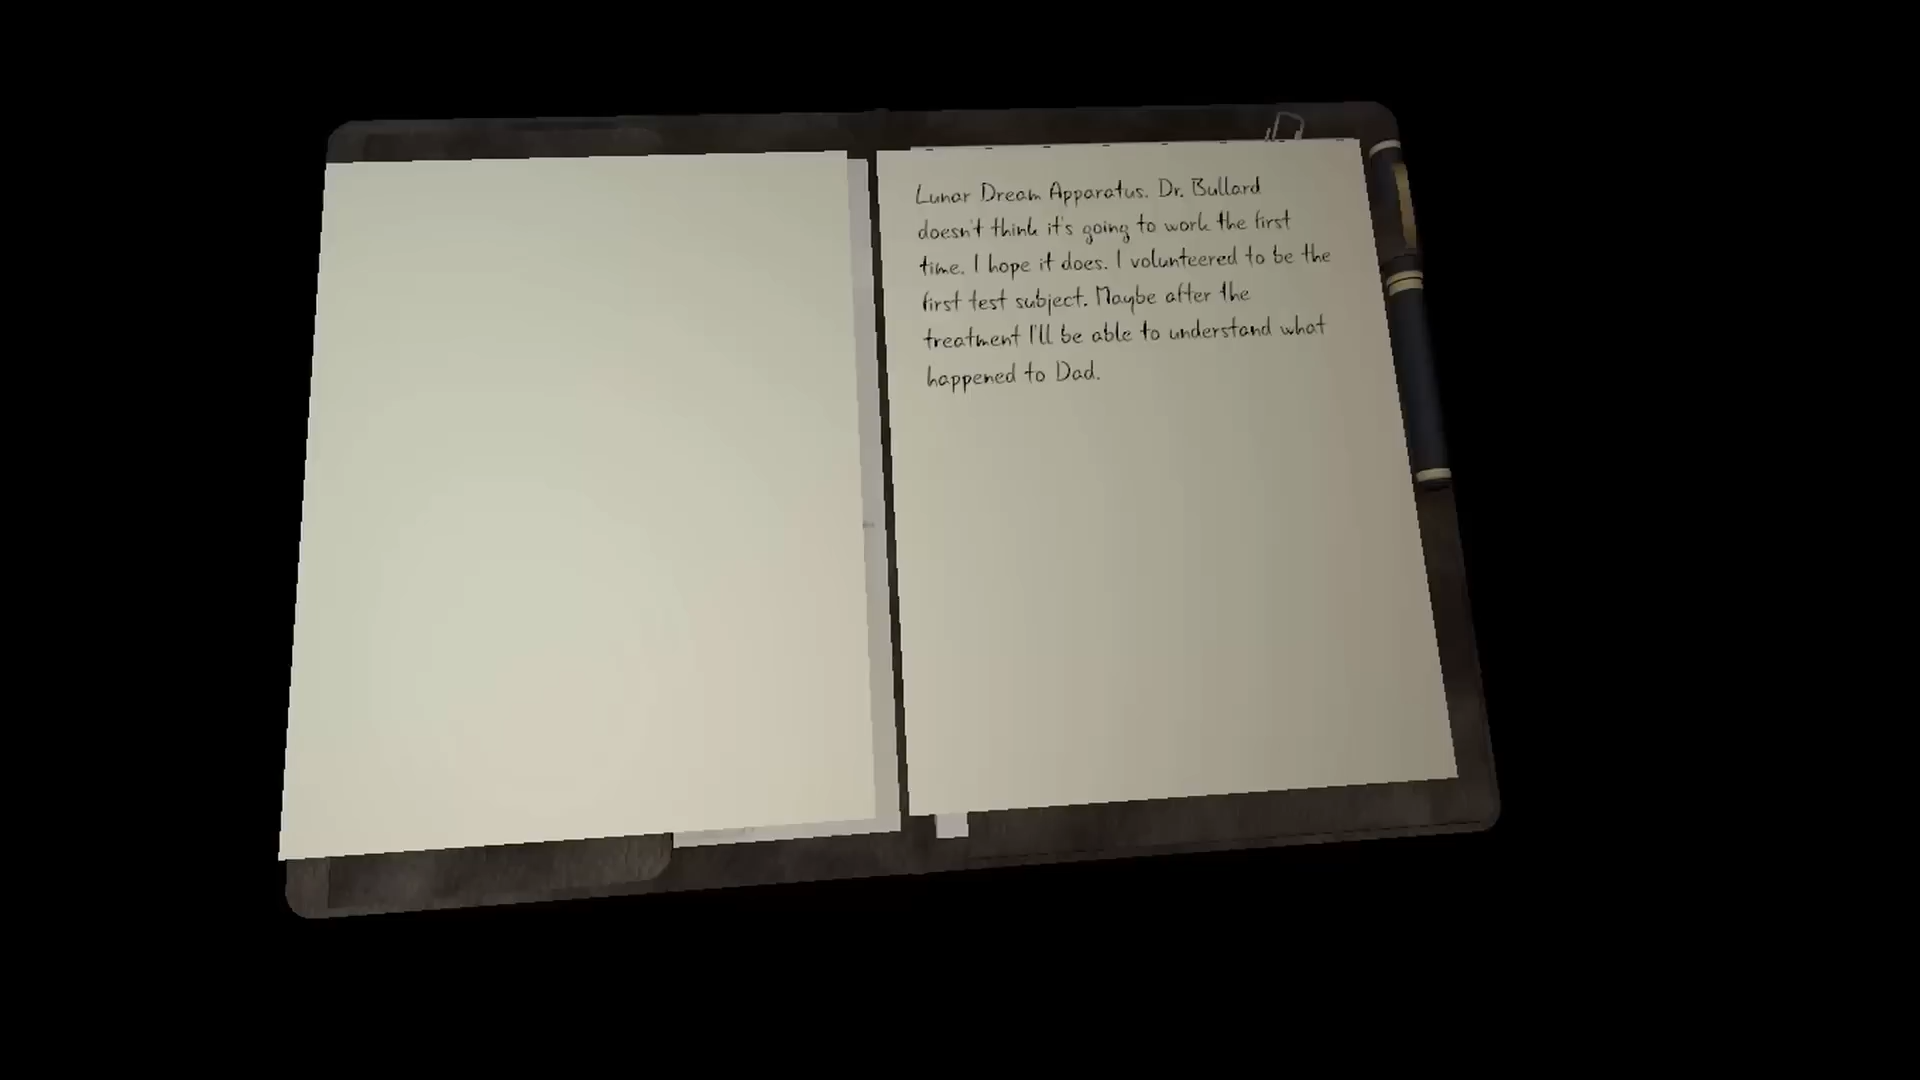 Lunar Dream Apparatus. Dr. Bullard
doesn't think it's going to work the first
time. I hope it does. I volunteered to be the
first test subject. Maybe after the
treatment I'll be able to understand what
happened to Dad.